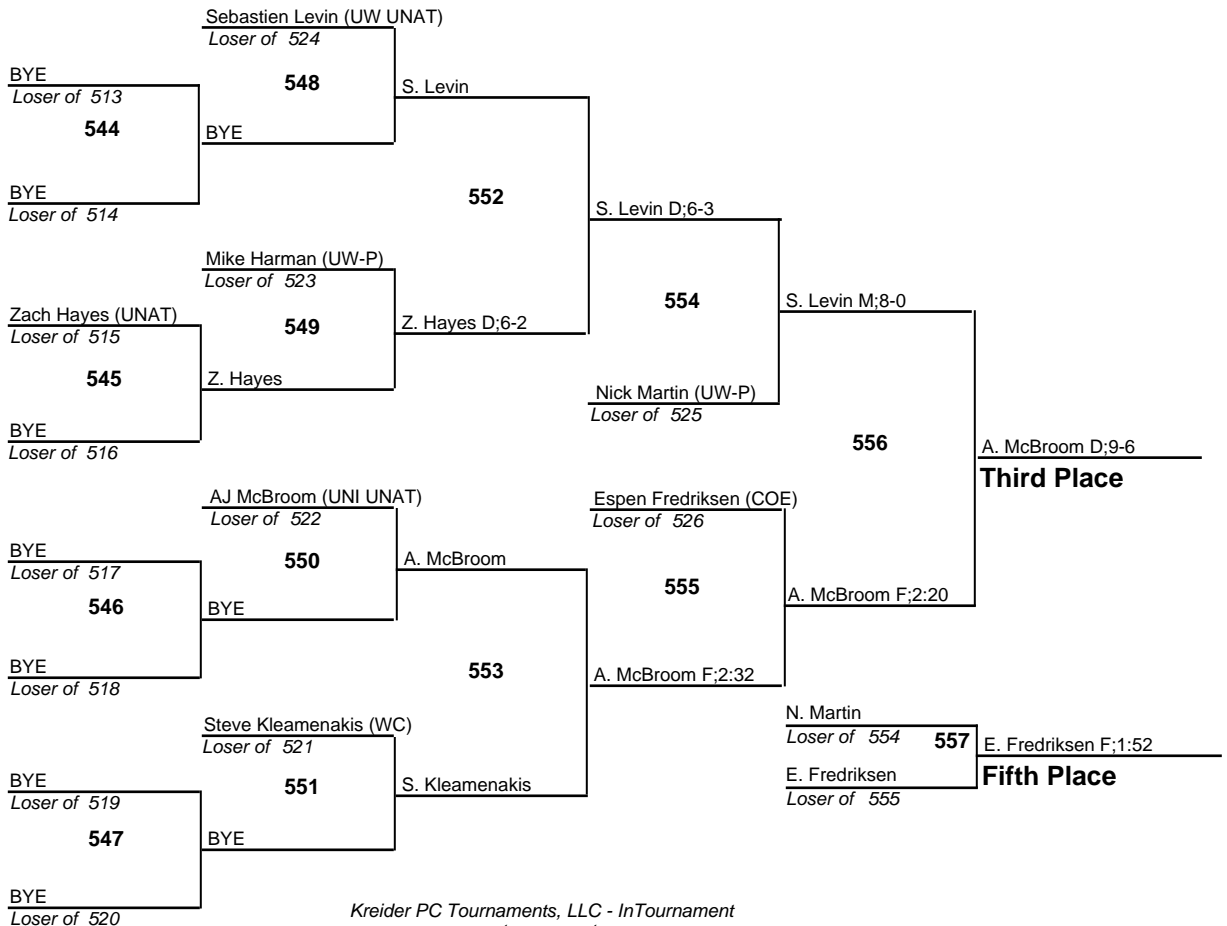 Sebastien Levin (UW UNAT)
Loser of 524
BYE
Loser of 513
548
S. Levin
544
BYE
BYE
Loser of 514
552
S. Levin D;6-3
Mike Harman (UW-P)
Loser of 523
554
S. Levin M;8-0
Zach Hayes (UNAT)
Loser of 515
549
Z. Hayes D;6-2
545
Z. Hayes
Nick Martin (UW-P)
Loser of 525
BYE
Loser of 516
556
A. McBroom D;9-6
Third Place
AJ McBroom (UNI UNAT)
Loser of 522
Espen Fredriksen (COE)
Loser of 526
BYE
Loser of 517
550
A. McBroom
555
546
BYE
A. McBroom F;2:20
BYE
Loser of 518
553
A. McBroom F;2:32
Steve Kleamenakis (WC)
Loser of 521
N. Martin
Loser of 554
557
E. Fredriksen F;1:52
Fifth Place
BYE
Loser of 519
551
S. Kleamenakis
E. Fredriksen
Loser of 555
547
BYE
BYE
Loser of 520
Kreider PC Tournaments, LLC - InTournament